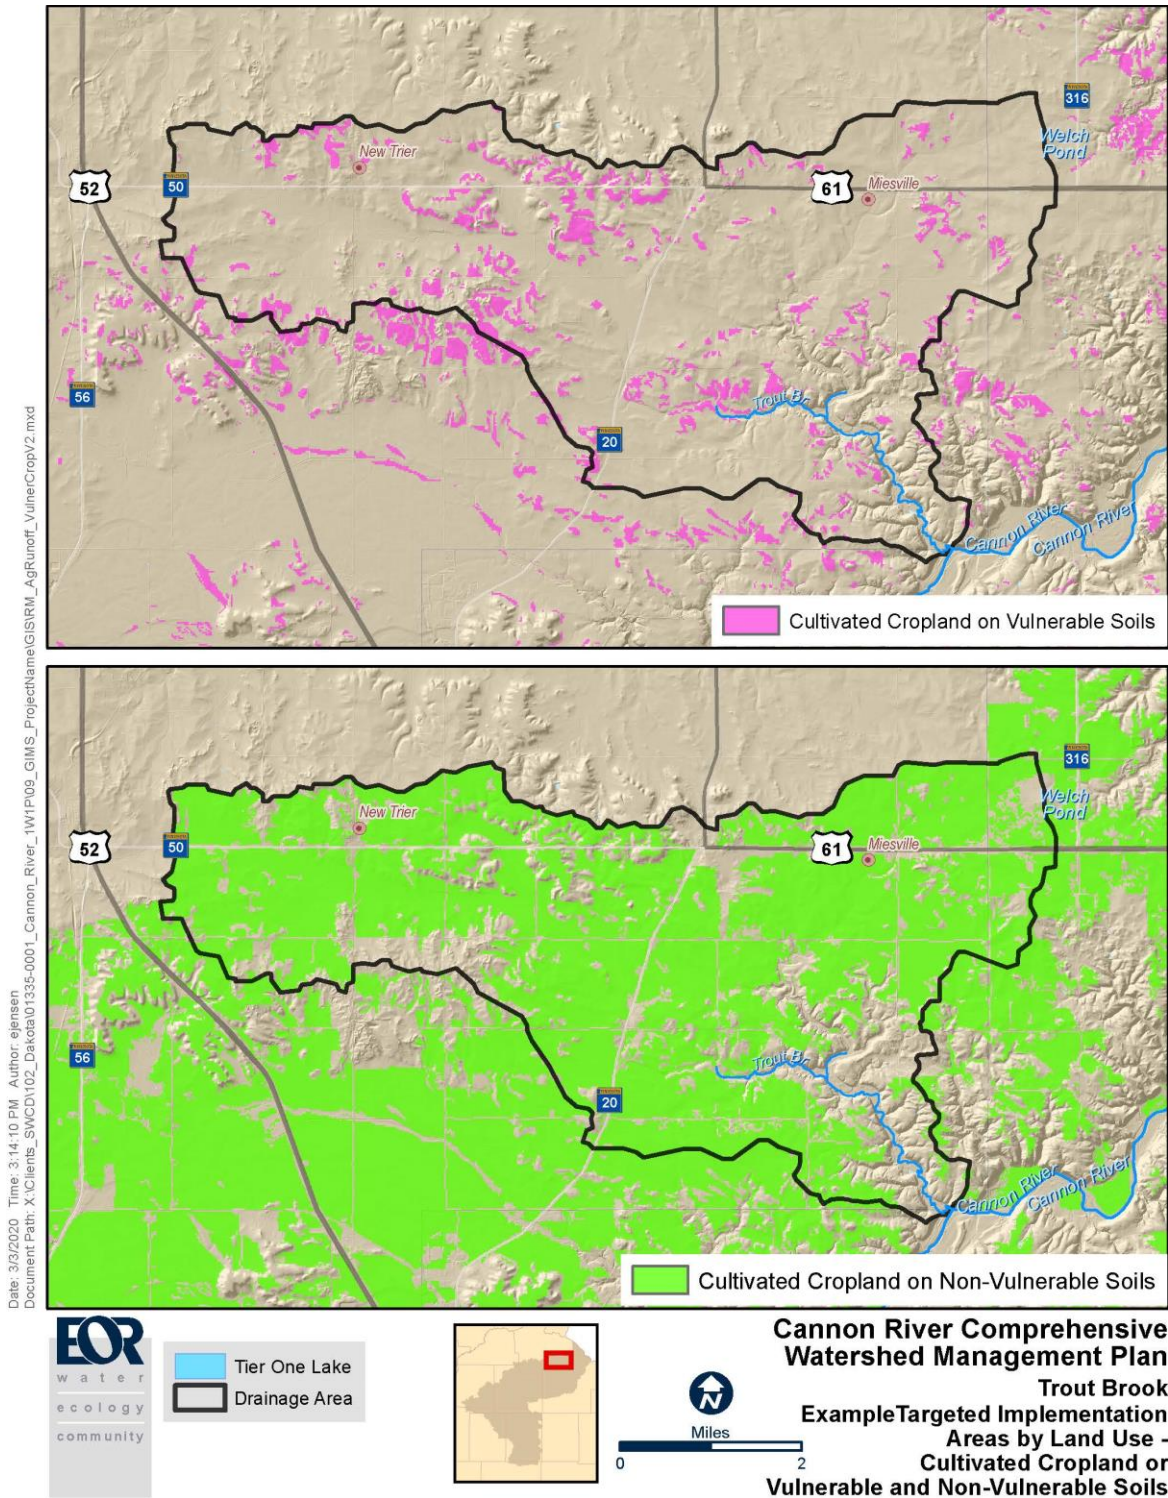 316
Welch
Pond
New Trier
52
50
61
Miesville
56
Trout Br
20
Cannon River
Cannon River
Cultivated Cropland on Vulnerable Soils
316
Welch
Pond
New Trier
52
50
61
Miesville
56
Trout Br
20
Cannon River
Cannon River
Cultivated Cropland on Non-Vulnerable Soils
Date: 3/3/2020 Time: 3:14:10 PM Author: ejensen
Document Path: X:\Clients_SWCD\102_Dakota\01335-0001_Cannon_River_1W1P\09_GIMS_ProjectName\GIS\RM_AgRunoff_VulnerCropV2.mxd
EOR
water
ecology
community
Tier One Lake
Drainage Area
N
Miles
0 2
Cannon River Comprehensive
Watershed Management Plan
Trout Brook
ExampleTargeted Implementation
Areas by Land Use -
Cultivated Cropland or
Vulnerable and Non-Vulnerable Soils